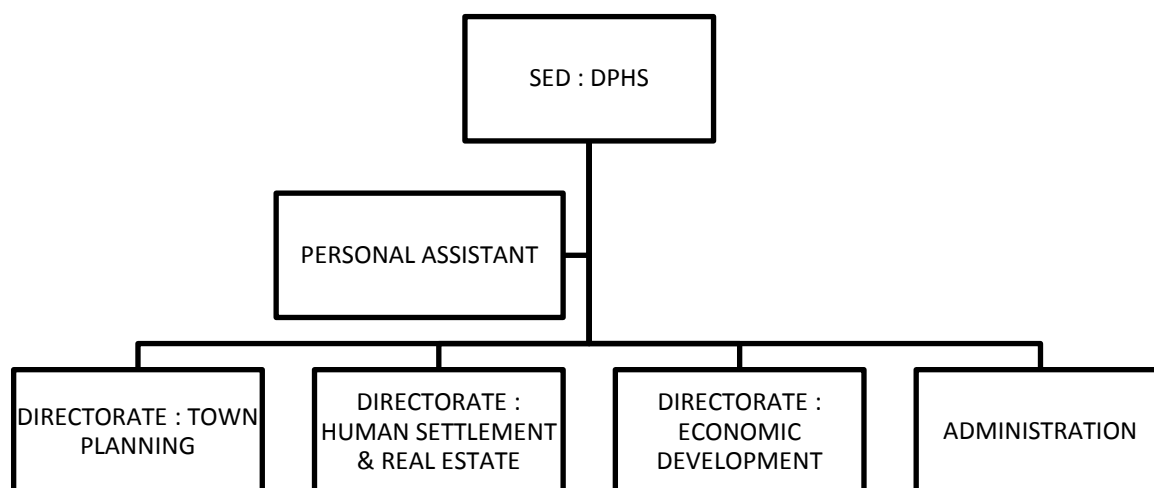 SED : DPHS
PERSONAL ASSISTANT
DIRECTORATE : TOWN
PLANNING
DIRECTORATE :
HUMAN SETTLEMENT
& REAL ESTATE
DIRECTORATE :
ECONOMIC
DEVELOPMENT
ADMINISTRATION